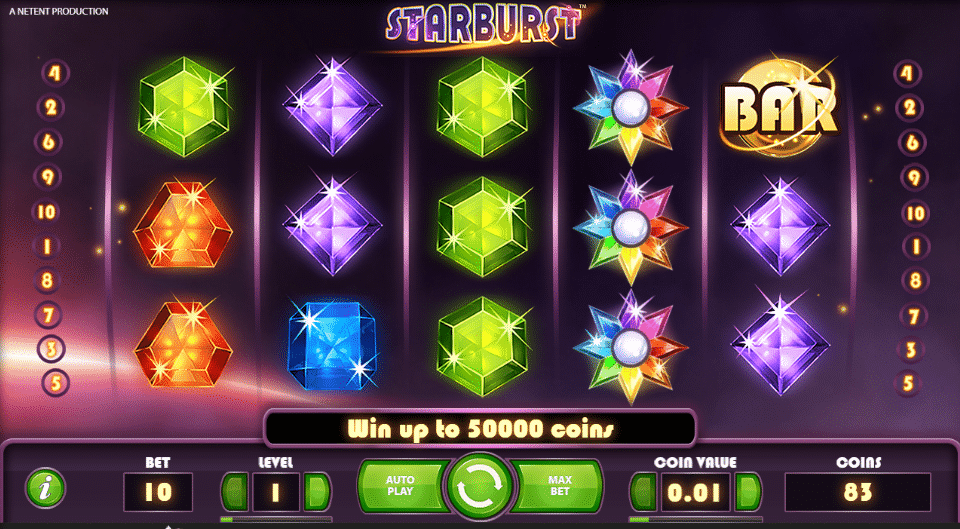 A NETENT PRODUCTION
STARBURST™
BAR
4 4
2 2
6 6
9 9
10 10
1 1
8 8
7 7
3 3
5 5
Win up to 50000 coins
BET LEVEL COIN VALUE COINS
i 10 1 AUTO PLAY MAX BET 0.01 83